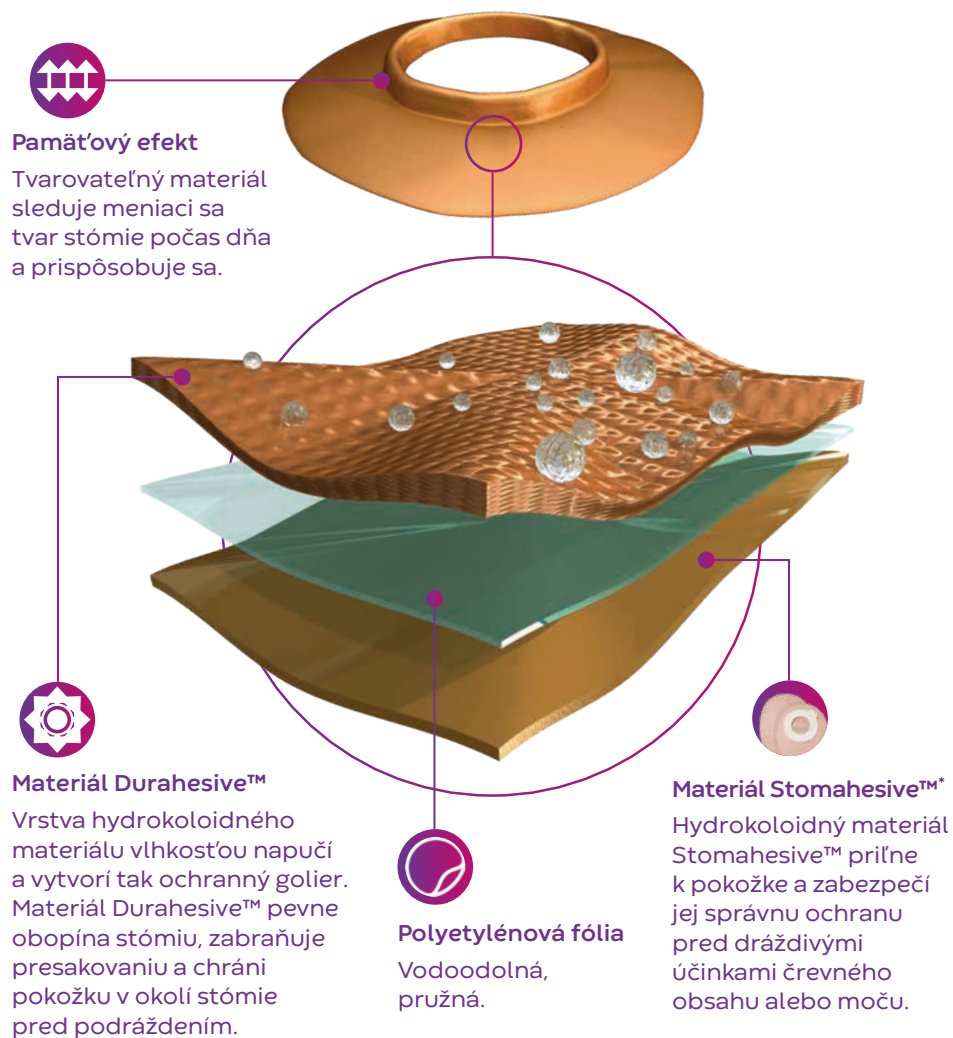 Pamäťový efekt
Tvarovateľný materiál
sleduje meniaci sa
tvar stómie počas dňa
a prispôsobuje sa.
Materiál Durahesive™
Vrstva hydrokoloidného
materiálu vlhkosťou napučí
a vytvorí tak ochranný golier.
Materiál Durahesive™ pevne
obopína stómiu, zabraňuje
presakovaniu a chráni
pokožku v okolí stómie
pred podráždením.
Polyetylénová fólia
Vodoodolná,
pružná.
Materiál Stomahesive™*
Hydrokoloidný materiál
Stomahesive™ priľne
k pokožke a zabezpečí
jej správnu ochranu
pred dráždivými
účinkami črevného
obsahu alebo moču.